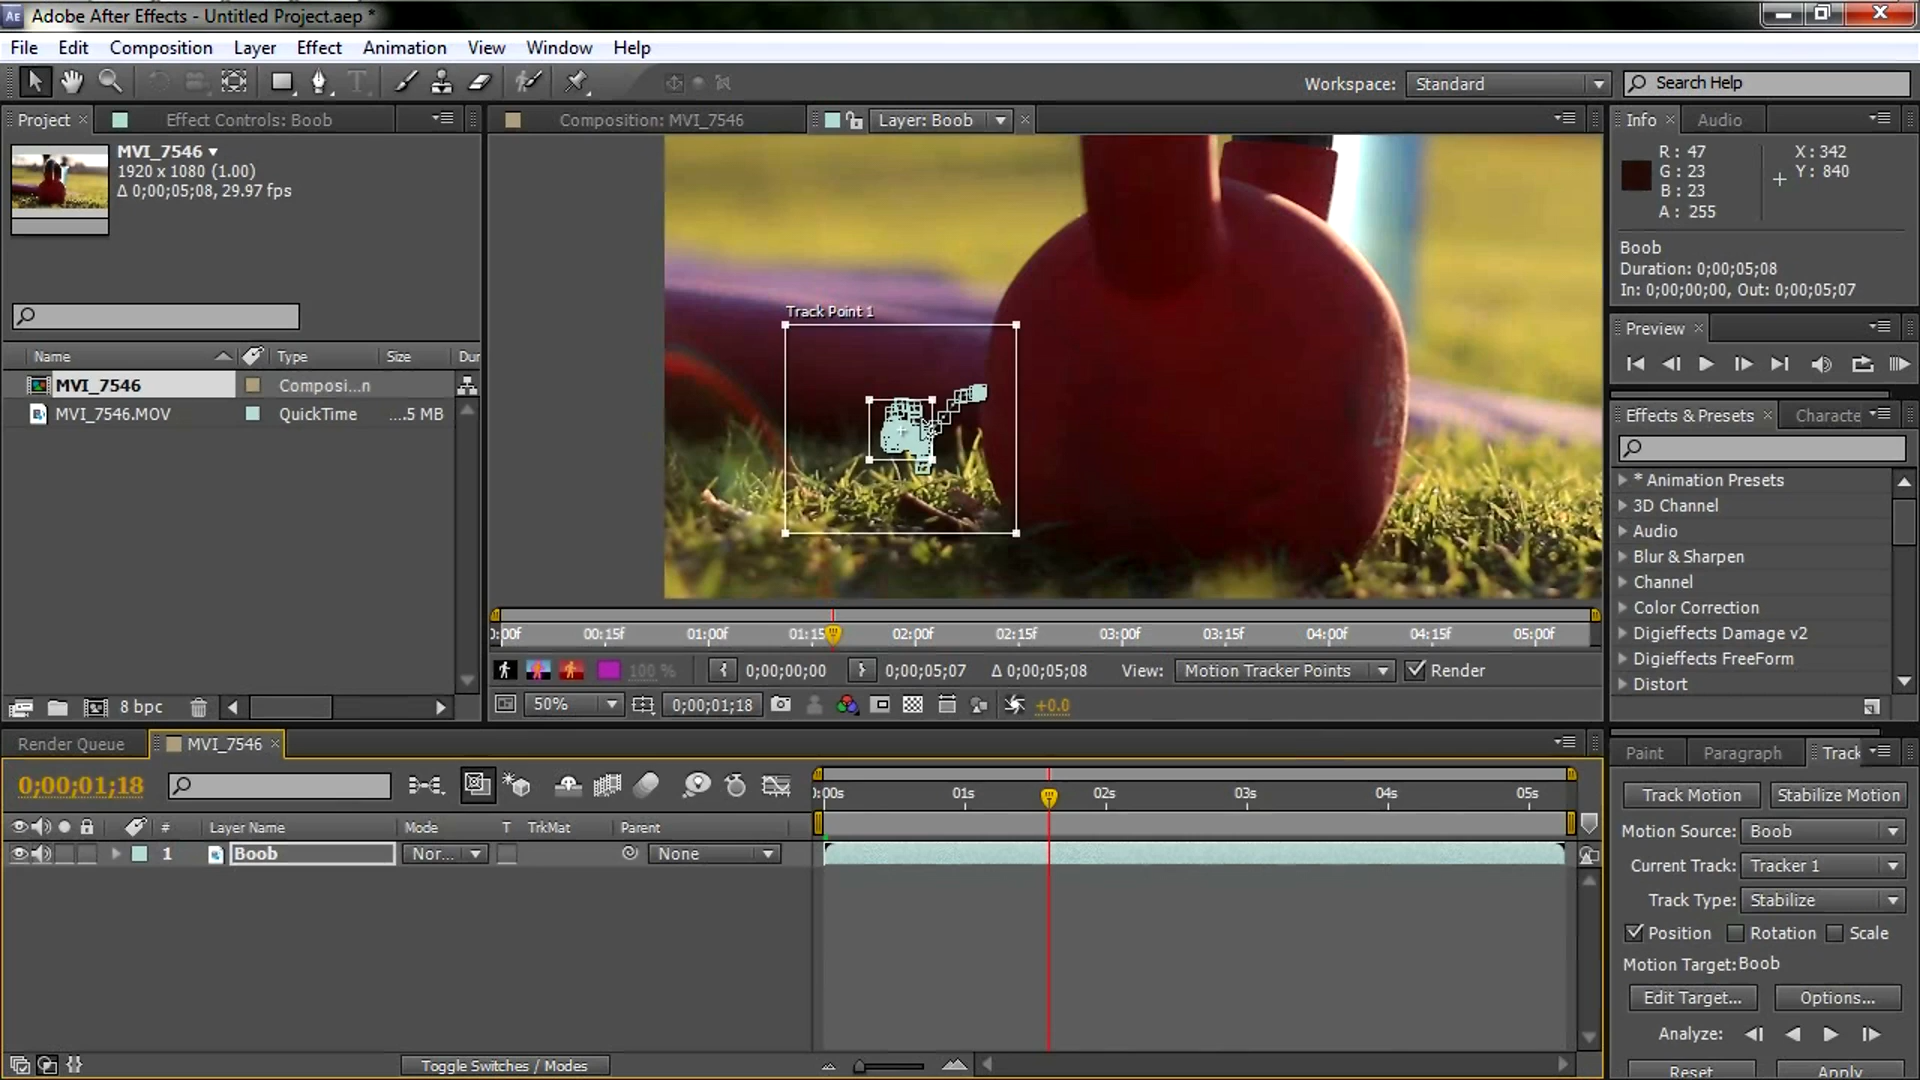 Adobe After Effects - Untitled Project.aep *
File Edit Composition Layer Effect Animation View Window Help
Workspace: Standard Search Help
Project Effect Controls: Boob Composition: MVI_7546 Layer: Boob Info Audio
MVI_7546
1920 x 1080 (1.00)
Δ 0;00;05;08, 29.97 fps
Name Type Size Dur
MVI_7546 Composi...n
MVI_7546.MOV QuickTime ....5 MB
8 bpc
Track Point 1
0:00f 00:15f 01:00f 01:15f 02:00f 02:15f 03:00f 03:15f 04:00f 04:15f 05:00f
100 % 0;00;00;00 0;00;05;07 Δ 0;00;05;08 View: Motion Tracker Points Render
50% 0;00;01;18 +0.0
R: 47 X: 342
G: 23 Y: 840
B: 23
A: 255
Boob
Duration: 0;00;05;08
In: 0;00;00;00, Out: 0;00;05;07
Preview
Effects & Presets Characte
* Animation Presets
3D Channel
Audio
Blur & Sharpen
Channel
Color Correction
Digieffects Damage v2
Digieffects FreeForm
Distort
Render Queue MVI_7546
0;00;01;18
):00s 01s 02s 03s 04s 05s
# Layer Name Mode T TrkMat Parent
1 Boob Nor... None
Toggle Switches / Modes
Paint Paragraph Track
Track Motion Stabilize Motion
Motion Source: Boob
Current Track: Tracker 1
Track Type: Stabilize
Position Rotation Scale
Motion Target: Boob
Edit Target... Options...
Analyze:
Reset Apply